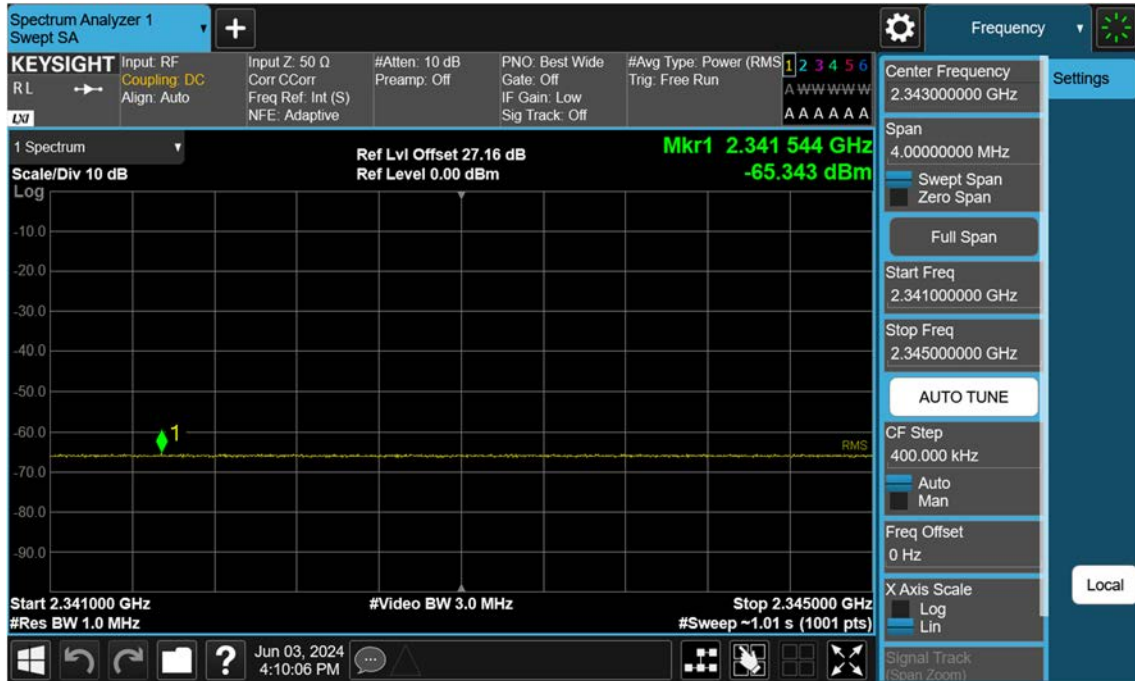 Spectrum Analyzer 1
Swept SA
+
Frequency
KEYSIGHT
R L
LXI
Input: RF
Coupling: DC
Align: Auto
Input Z: 50 Ω
Corr CCorr
Freq Ref: Int (S)
NFE: Adaptive
#Atten: 10 dB
Preamp: Off
PNO: Best Wide
Gate: Off
IF Gain: Low
Sig Track: Off
#Avg Type: Power (RMS
Trig: Free Run
1 2 3 4 5 6
A W W W W W
A A A A A A
1 Spectrum
Scale/Div 10 dB
Ref Lvl Offset 27.16 dB
Ref Level 0.00 dBm
Mkr1 2.341 544 GHz
-65.343 dBm
Log
-10.0
-20.0
-30.0
-40.0
-50.0
-60.0
-70.0
-80.0
-90.0
1
RMS
Start 2.341000 GHz
#Res BW 1.0 MHz
#Video BW 3.0 MHz
Stop 2.345000 GHz
#Sweep ~1.01 s (1001 pts)
Center Frequency
2.343000000 GHz
Span
4.00000000 MHz
Swept Span
Zero Span
Full Span
Start Freq
2.341000000 GHz
Stop Freq
2.345000000 GHz
AUTO TUNE
CF Step
400.000 kHz
Auto
Man
Freq Offset
0 Hz
X Axis Scale
Log
Lin
Signal Track
(Span Zoom)
Settings
Local
?
Jun 03, 2024
4:10:06 PM